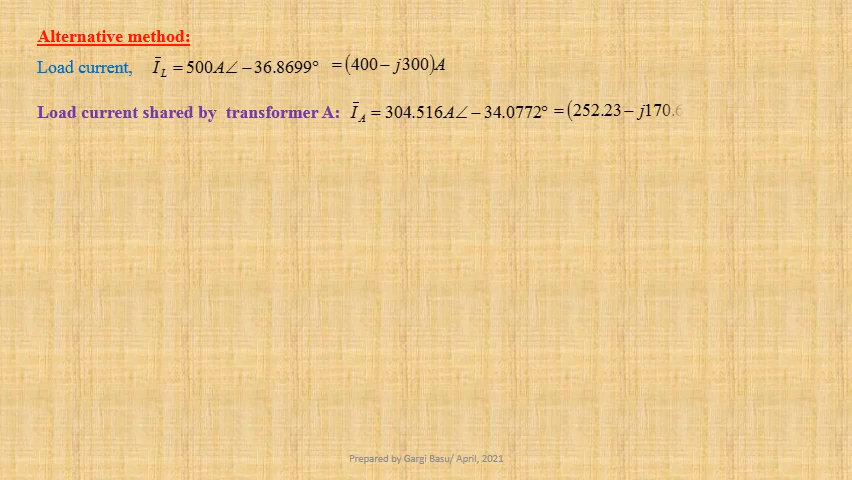 Alternative method:
Load current, Ī_L = 500A∠−36.8699° = (400 − j300)A
Load current shared by transformer A: Ī_A = 304.516A∠−34.0772° = (252.23 − j170.6
Prepared by Gargi Basu/ April, 2021